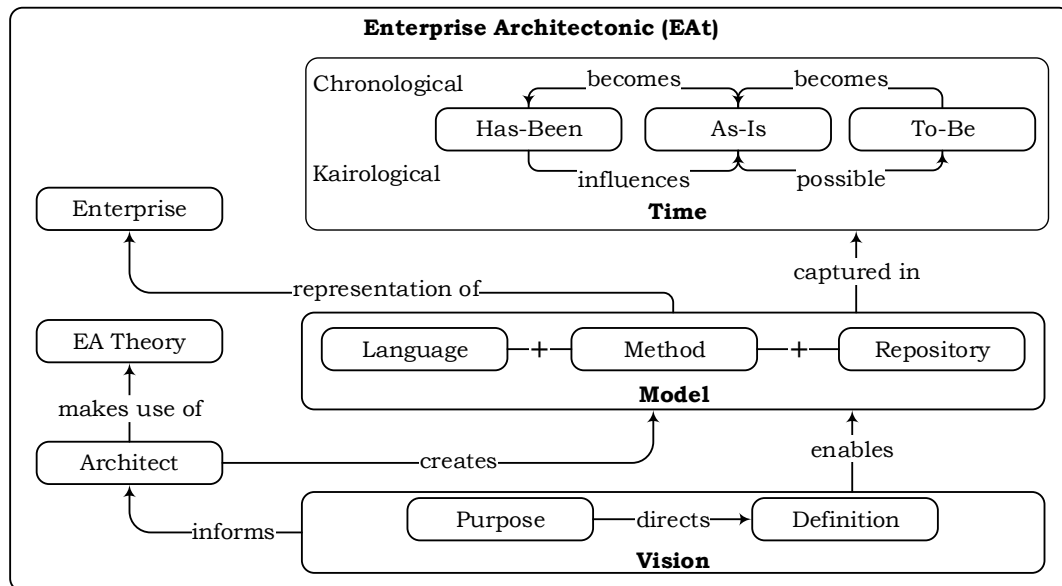 Enterprise Architectonic (EAt)
Chronological
becomes
becomes
Has-Been
As-Is
To-Be
Kairological
influences
possible
Time
Enterprise
captured in
representation of
EA Theory
Language
+
Method
+
Repository
Model
makes use of
Architect
creates
enables
informs
Purpose
directs
Definition
Vision